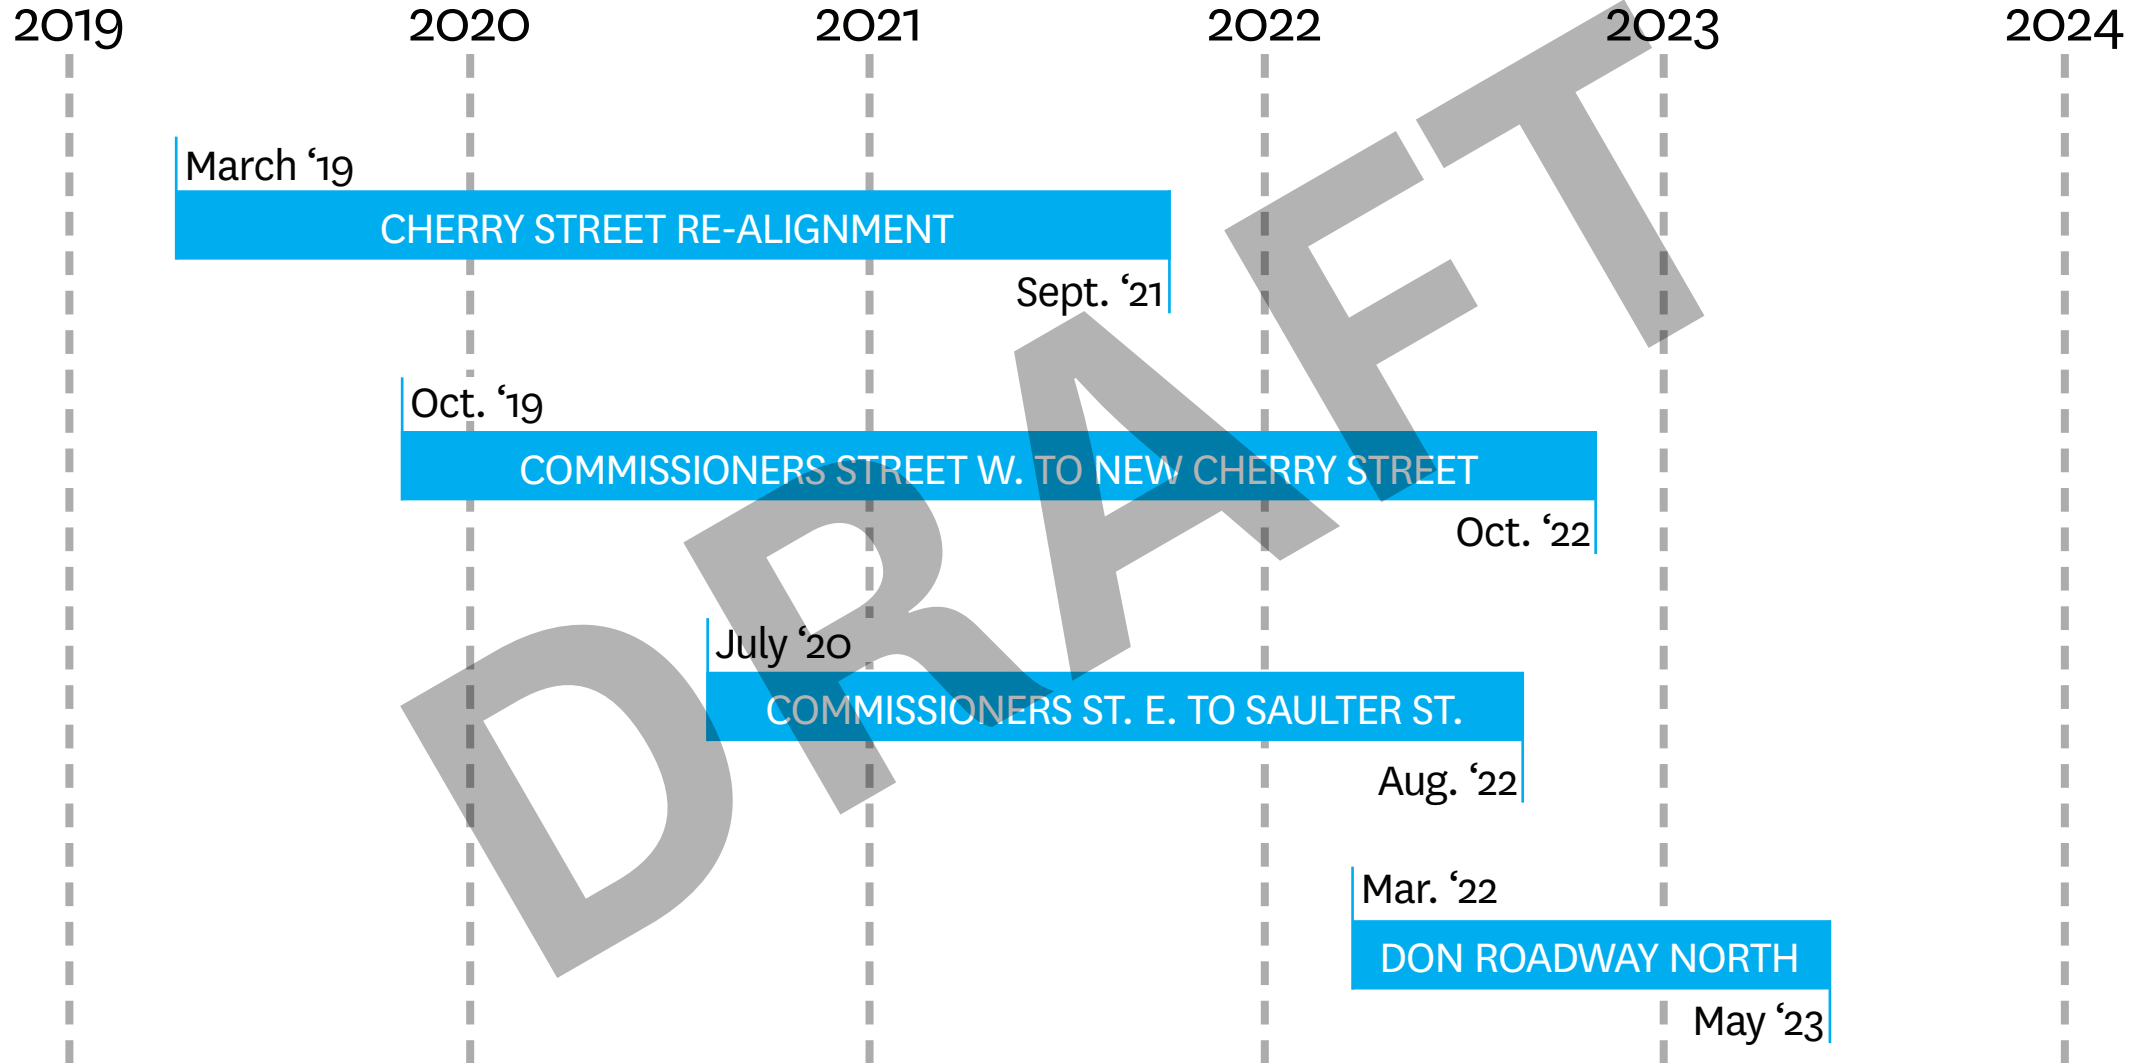 2019 2020 2021 2022 2023 2024
March ‘19
CHERRY STREET RE-ALIGNMENT
Sept. ‘21
Oct. ‘19
COMMISSIONERS STREET W. TO NEW CHERRY STREET
Oct. ‘22
July ‘20
COMMISSIONERS ST. E. TO SAULTER ST.
Aug. ‘22
Mar. ‘22
DON ROADWAY NORTH
May ‘23
DRAFT